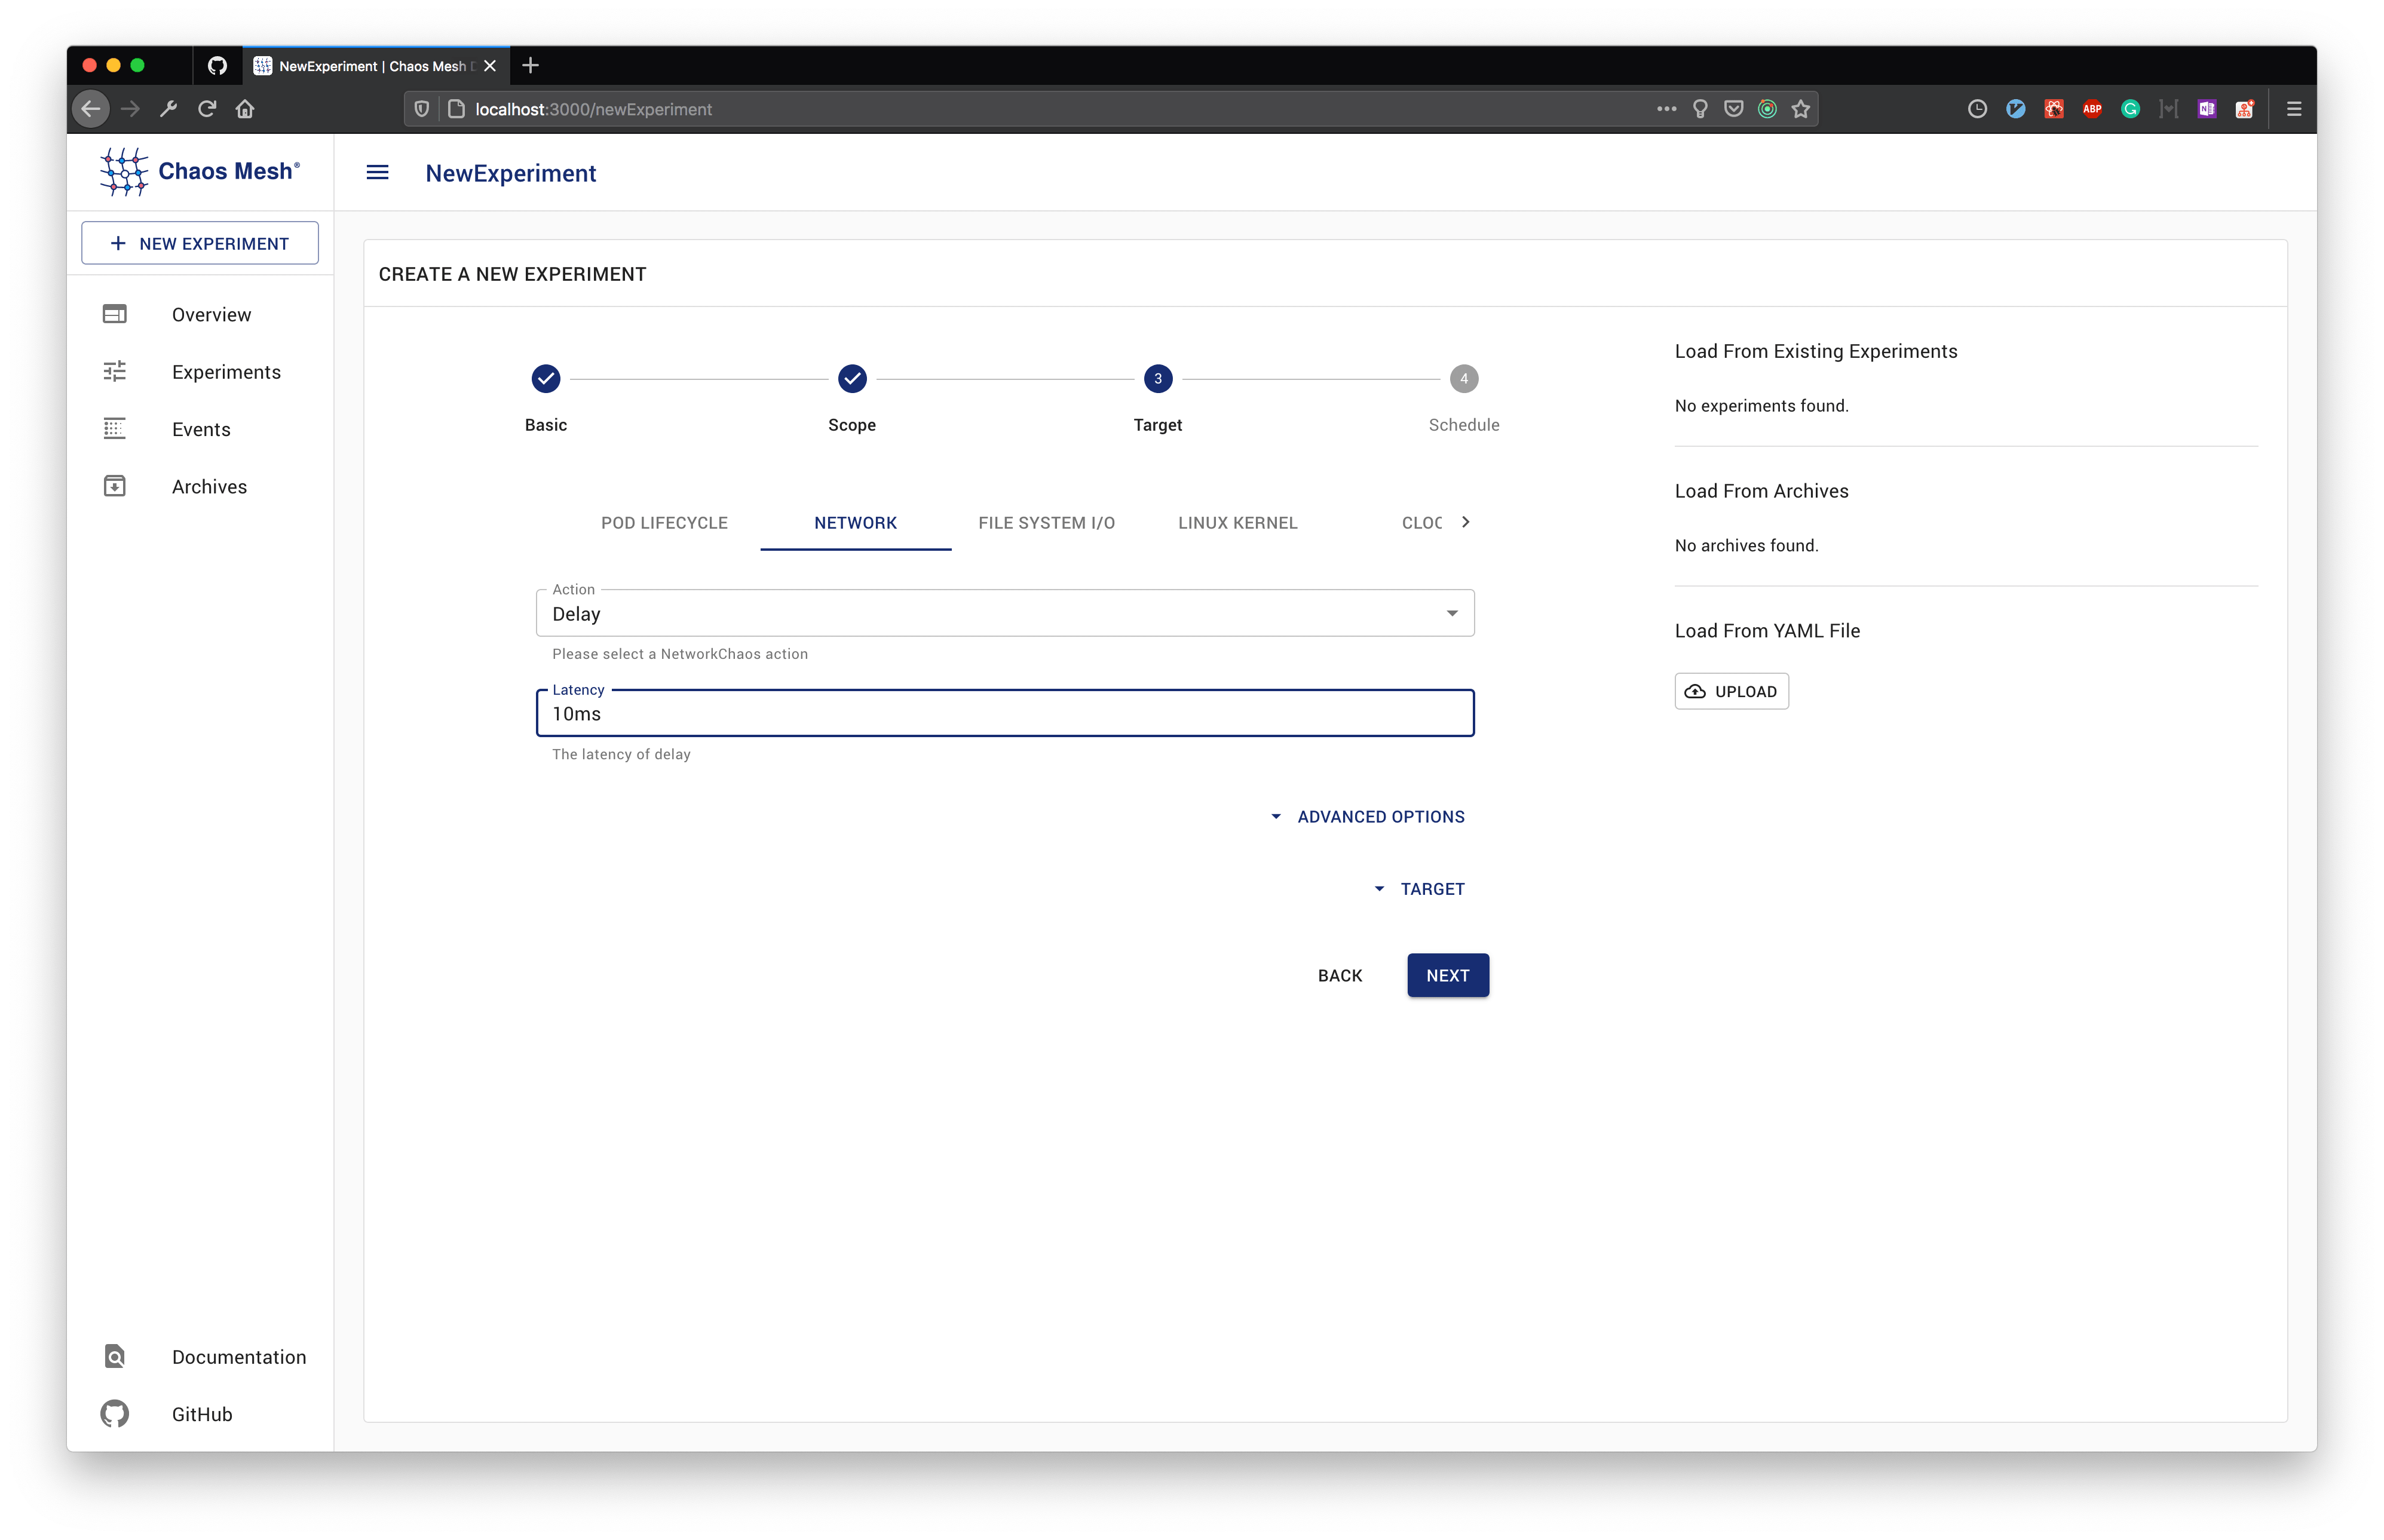 NewExperiment | Chaos Mesh
localhost:3000/newExperiment
ABP
Chaos Mesh®
NewExperiment
NEW EXPERIMENT
Overview
Experiments
Events
Archives
Documentation
GitHub
CREATE A NEW EXPERIMENT
3
4
Basic
Scope
Target
Schedule
POD LIFECYCLE
NETWORK
FILE SYSTEM I/O
LINUX KERNEL
CLOC
Action
Delay
Please select a NetworkChaos action
Latency
10ms
The latency of delay
ADVANCED OPTIONS
TARGET
BACK
NEXT
Load From Existing Experiments
No experiments found.
Load From Archives
No archives found.
Load From YAML File
UPLOAD